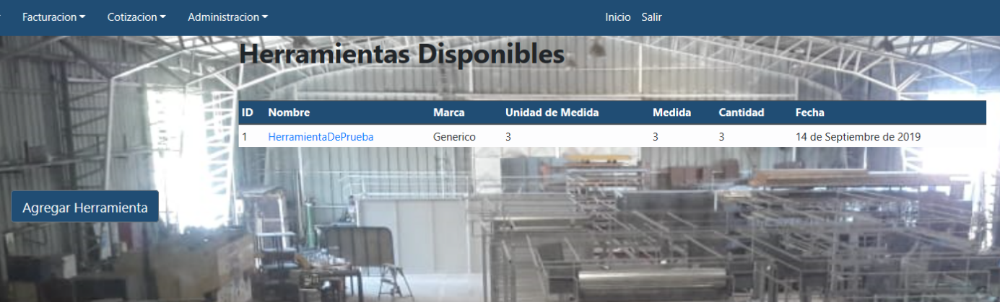 Facturacion Cotizacion Administracion Inicio Salir
Herramientas Disponibles
ID Nombre Marca Unidad de Medida Medida Cantidad Fecha
1 HerramientaDePrueba Generico 3 3 3 14 de Septiembre de 2019
Agregar Herramienta